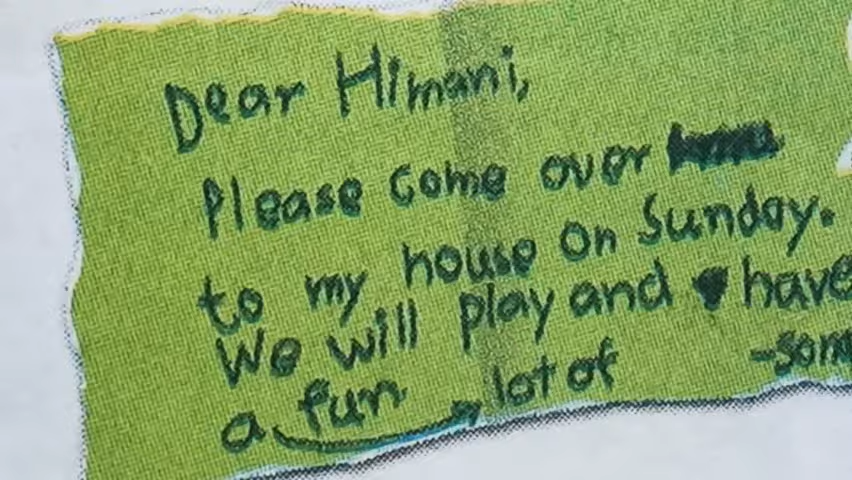 Dear Himani,
Please come over
to my house on Sunday.
We will play and have
a fun lot of